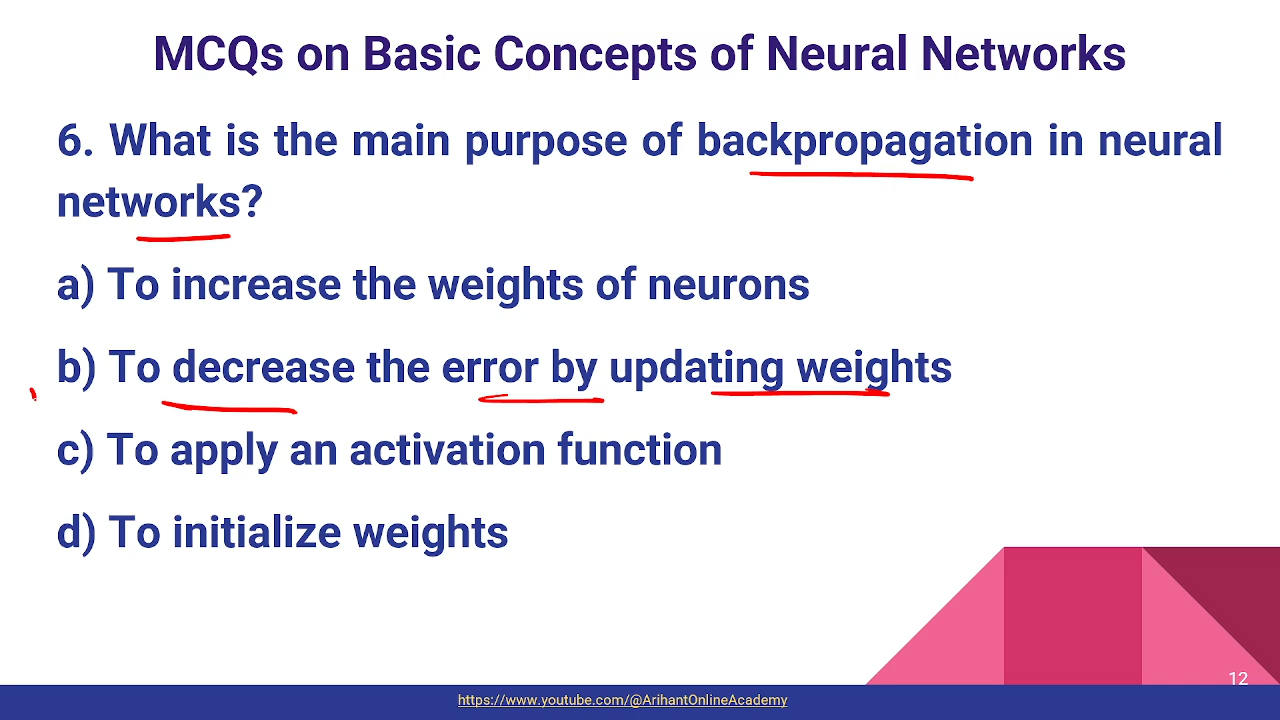 MCQs on Basic Concepts of Neural Networks
6. What is the main purpose of backpropagation in neural
networks?
a) To increase the weights of neurons
b) To decrease the error by updating weights
c) To apply an activation function
d) To initialize weights
12
https://www.youtube.com/@ArihantOnlineAcademy